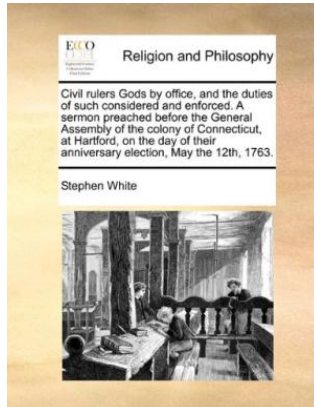 ECCO
Religion and Philosophy
Civil rulers Gods by office, and the duties
of such considered and enforced. A
sermon preached before the General
Assembly of the colony of Connecticut,
at Hartford, on the day of their
anniversary election, May the 12th, 1763.
Stephen White